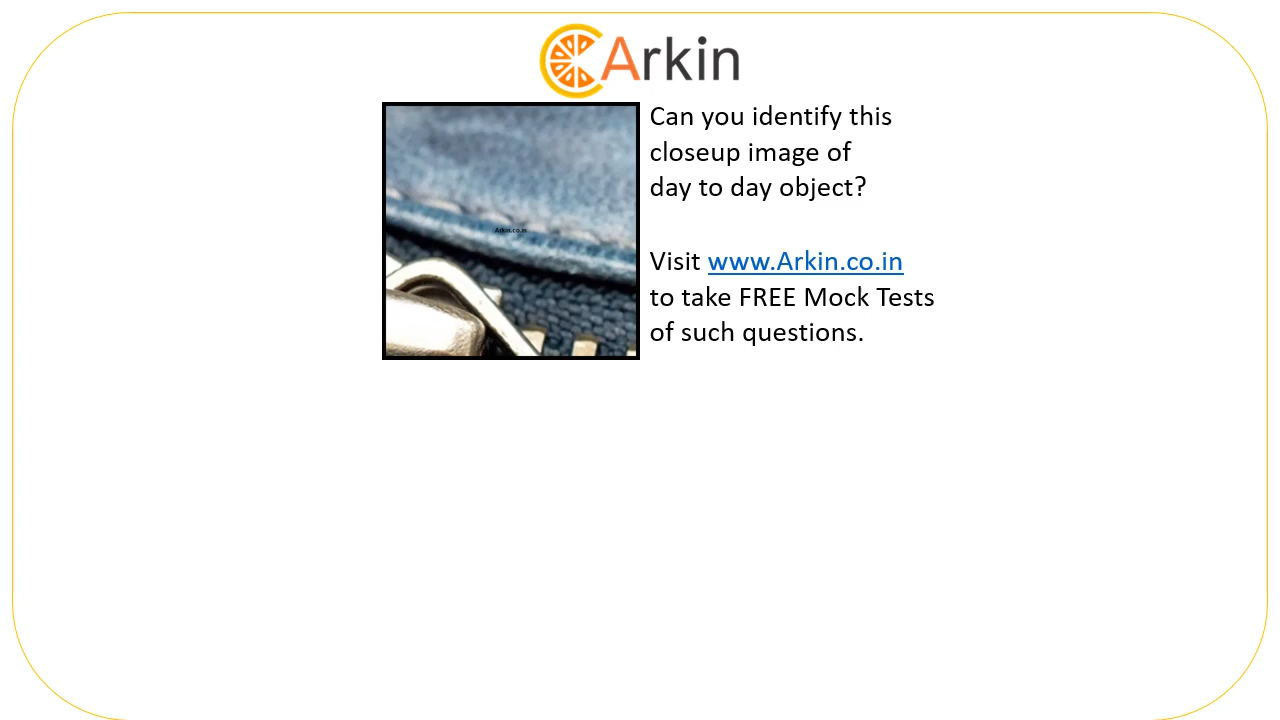 Arkin
Can you identify this
closeup image of
day to day object?
Arkin.co.in
Visit www.Arkin.co.in
to take FREE Mock Tests
of such questions.